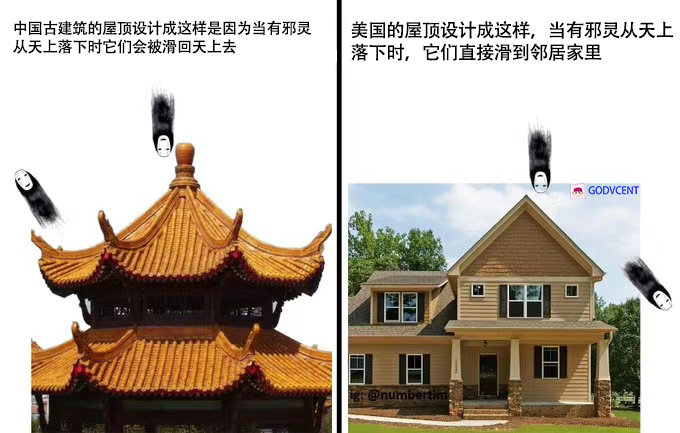 中国古建筑的屋顶设计成这样是因为当有邪灵
从天上落下时它们会被滑回天上去
美国的屋顶设计成这样，当有邪灵从天上
落下时，它们直接滑到邻居家里
GODVCENT
ig: @numbertim